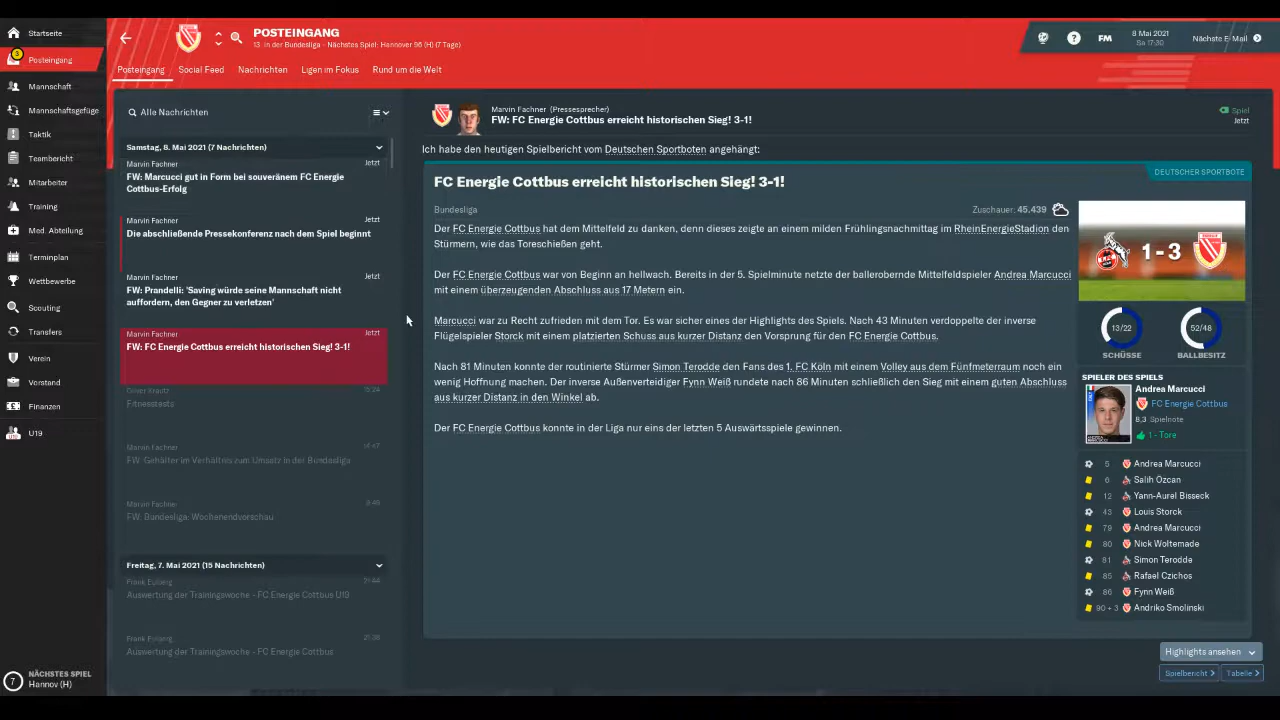 Startseite
3
Posteingang
Mannschaft
Mannschaftsgefüge
Taktik
Teambericht
Mitarbeiter
Training
Med. Abteilung
Terminplan
Wettbewerbe
Scouting
Transfers
Verein
Vorstand
Finanzen
U19
U19
7
NÄCHSTES SPIEL
Hannov (H)
POSTEINGANG
13. in der Bundesliga - Nächstes Spiel: Hannover 96 (H) (7 Tage)
Posteingang Social Feed Nachrichten Ligen im Fokus Rund um die Welt
? FM
8 Mai 2021
Sa 17:30
Nächste E-Mail
Alle Nachrichten
Samstag, 8. Mai 2021 (7 Nachrichten)
Marvin Fachner Jetzt
FW: Marcucci gut in Form bei souveränem FC Energie
Cottbus-Erfolg
Marvin Fachner Jetzt
Die abschließende Pressekonferenz nach dem Spiel beginnt
Marvin Fachner Jetzt
FW: Prandelli: 'Saving würde seine Mannschaft nicht
auffordern, den Gegner zu verletzen'
Marvin Fachner Jetzt
FW: FC Energie Cottbus erreicht historischen Sieg! 3-1!
Fitnesstests
Marvin Fachner
FW: Gehälter im Verhältnis zum Umsatz in der Bundesliga
Marvin Fachner
FW: Bundesliga: Wochenendvorschau
Freitag, 7. Mai 2021 (15 Nachrichten)
Frank
Auswertung der Trainingswoche - FC Energie Cottbus U19
Frank
Auswertung der Trainingswoche - FC Energie Cottbus
Marvin Fachner (Pressesprecher)
FW: FC Energie Cottbus erreicht historischen Sieg! 3-1!
Spiel
Jetzt
Ich habe den heutigen Spielbericht vom Deutschen Sportboten angehängt:
DEUTSCHER SPORTBOTE
FC Energie Cottbus erreicht historischen Sieg! 3-1!
Bundesliga Zuschauer: 45.439
Der FC Energie Cottbus hat dem Mittelfeld zu danken, denn dieses zeigte an einem milden Frühlingsnachmittag im RheinEnergieStadion den
Stürmern, wie das Toreschießen geht.
Der FC Energie Cottbus war von Beginn an hellwach. Bereits in der 5. Spielminute netzte der ballerobernde Mittelfeldspieler Andrea Marcucci
mit einem überzeugenden Abschluss aus 17 Metern ein.
Marcucci war zu Recht zufrieden mit dem Tor. Es war sicher eines der Highlights des Spiels. Nach 43 Minuten verdoppelte der inverse
Flügelspieler Storck mit einem platzierten Schuss aus kurzer Distanz den Vorsprung für den FC Energie Cottbus.
Nach 81 Minuten konnte der routinierte Stürmer Simon Terodde den Fans des 1. FC Köln mit einem Volley aus dem Fünfmeterraum noch ein
wenig Hoffnung machen. Der inverse Außenverteidiger Fynn Weiß rundete nach 86 Minuten schließlich den Sieg mit einem guten Abschluss
aus kurzer Distanz in den Winkel ab.
Der FC Energie Cottbus konnte in der Liga nur eins der letzten 5 Auswärtsspiele gewinnen.
1 - 3
13/22 52/48
SCHÜSSE BALLBESITZ
SPIELER DES SPIELS
Andrea Marcucci
FC Energie Cottbus
8,3 Spielnote
1 - Tore
5 Andrea Marcucci
6 Salih Özcan
12 Yann-Aurel Bisseck
43 Louis Storck
79 Andrea Marcucci
80 Nick Woltemade
81 Simon Terodde
85 Rafael Czichos
86 Fynn Weiß
90 + 3 Andriko Smolinski
Highlights ansehen
Spielbericht Tabelle